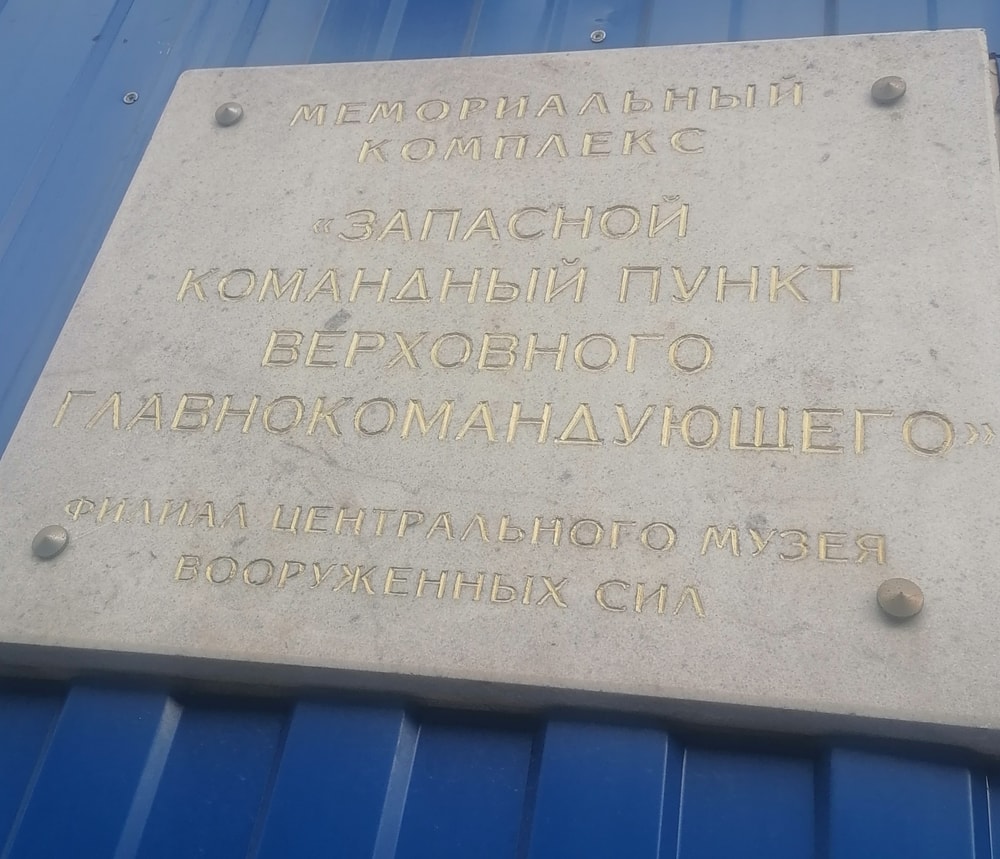 МЕМОРИАЛЬНЫЙ
КОМПЛЕКС
«ЗАПАСНОЙ
КОМАНДНЫЙ ПУНКТ
ВЕРХОВНОГО
ГЛАВНОКОМАНДУЮЩЕГО»
ФИЛИАЛ ЦЕНТРАЛЬНОГО МУЗЕЯ
ВООРУЖЕННЫХ СИЛ